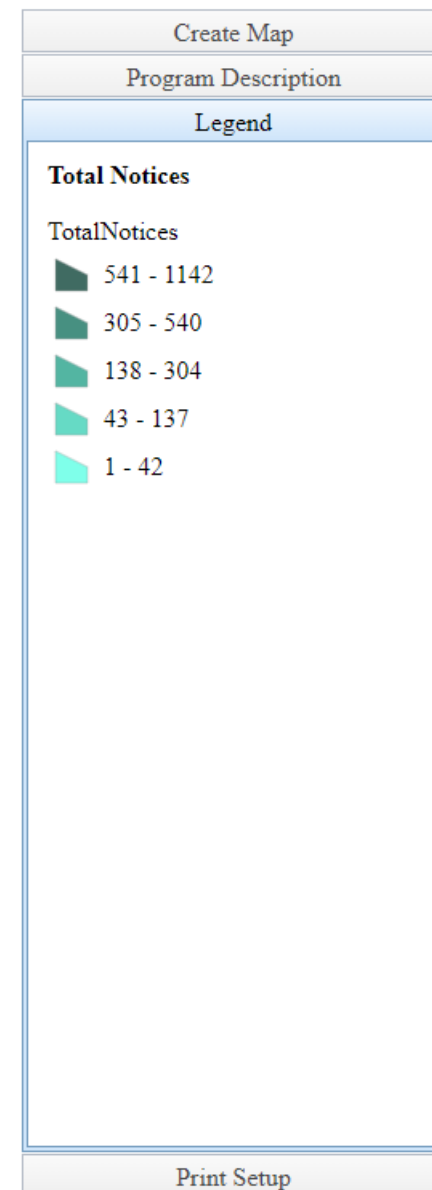 Create Map
Program Description
Legend
Total Notices
TotalNotices
541 - 1142
305 - 540
138 - 304
43 - 137
1 - 42
Print Setup